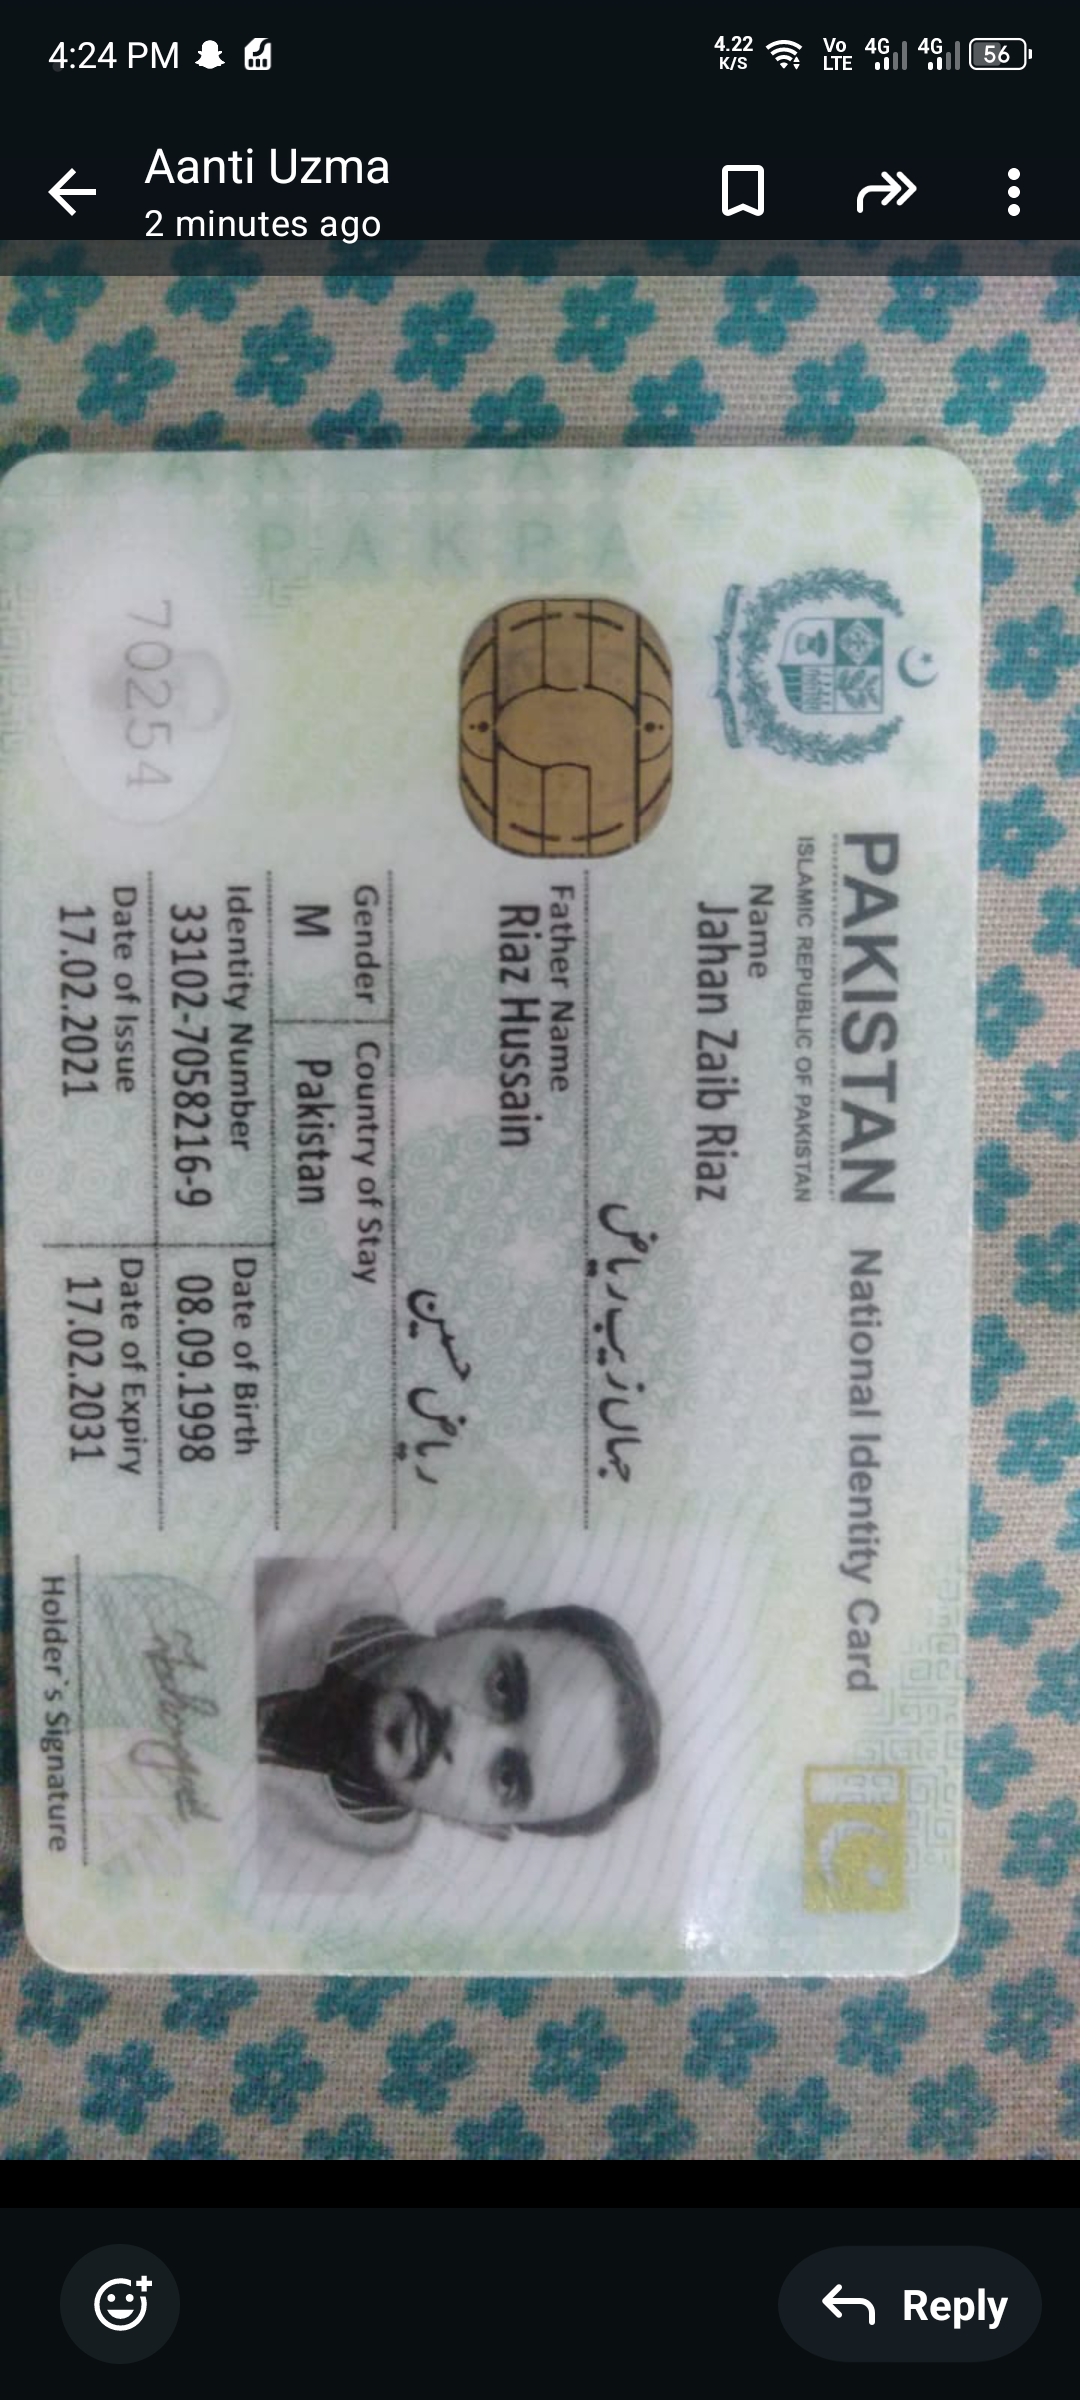 4:24 PM
4.22 K/S
Vo LTE
4G
4G
56
Aanti Uzma
2 minutes ago
PAKISTAN National Identity Card
ISLAMIC REPUBLIC OF PAKISTAN
Name
Jahan Zaib Riaz
جہاں زیب ریاض
Father Name
Riaz Hussain
ریاض حسین
Gender Country of Stay
M Pakistan
Identity Number Date of Birth
33102-7058216-9 08.09.1998
Date of Issue Date of Expiry
17.02.2021 17.02.2031
Holder`s Signature
70254
P A K P A
Reply